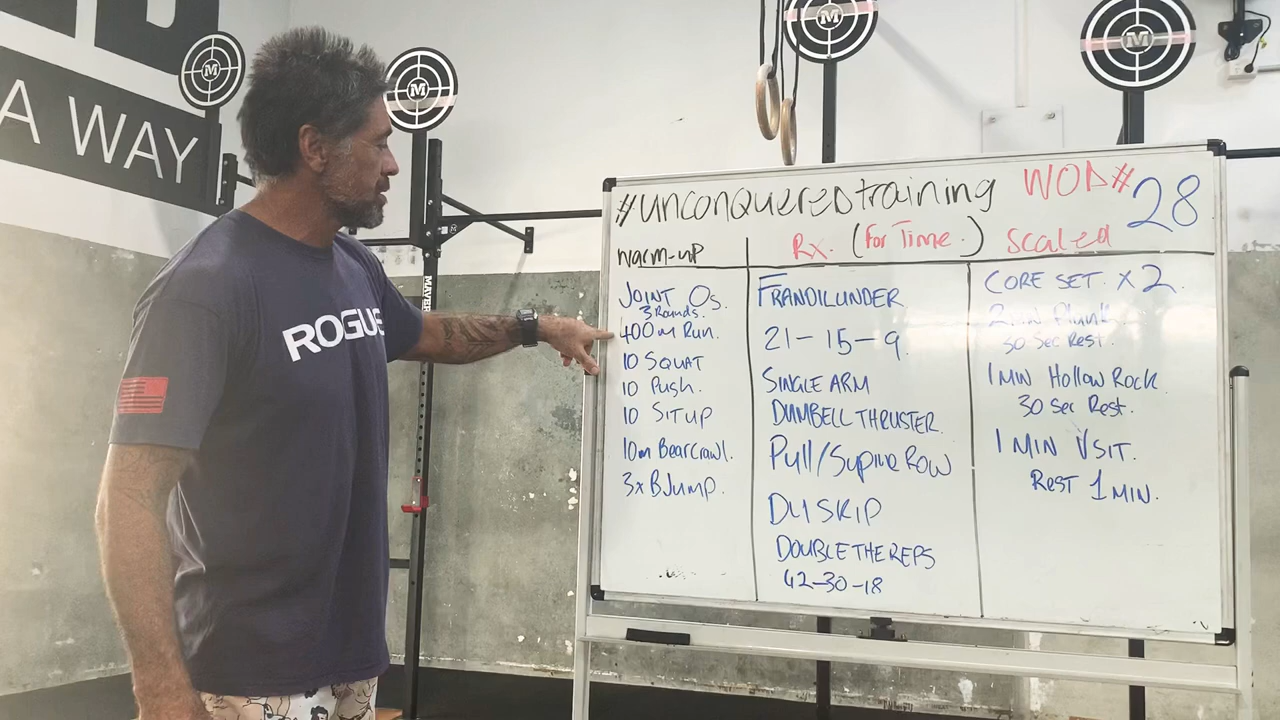 A WAY
M
M
M
M
ROGUE
#UNCONQUEREDtraining WOD# 28
Rx. (For Time.) Scaled
Warm-up
JOINT Os.
3 Rounds.
400m Run.
10 SQUAT
10 Push.
10 SITUP
10m Bearcrawl.
3x BJump.
FRANDILUNDER
21-15-9.
SINGLE ARM
DUMBELL THRUSTER.
Pull/Supine Row
DU SKIP
DOUBLE THE REPS
42-30-18
CORE SET x2.
2min Plank
30 Sec Rest.
1 MIN Hollow Rock.
30 Sec Rest.
1 MIN VSIT.
Rest 1 MIN.